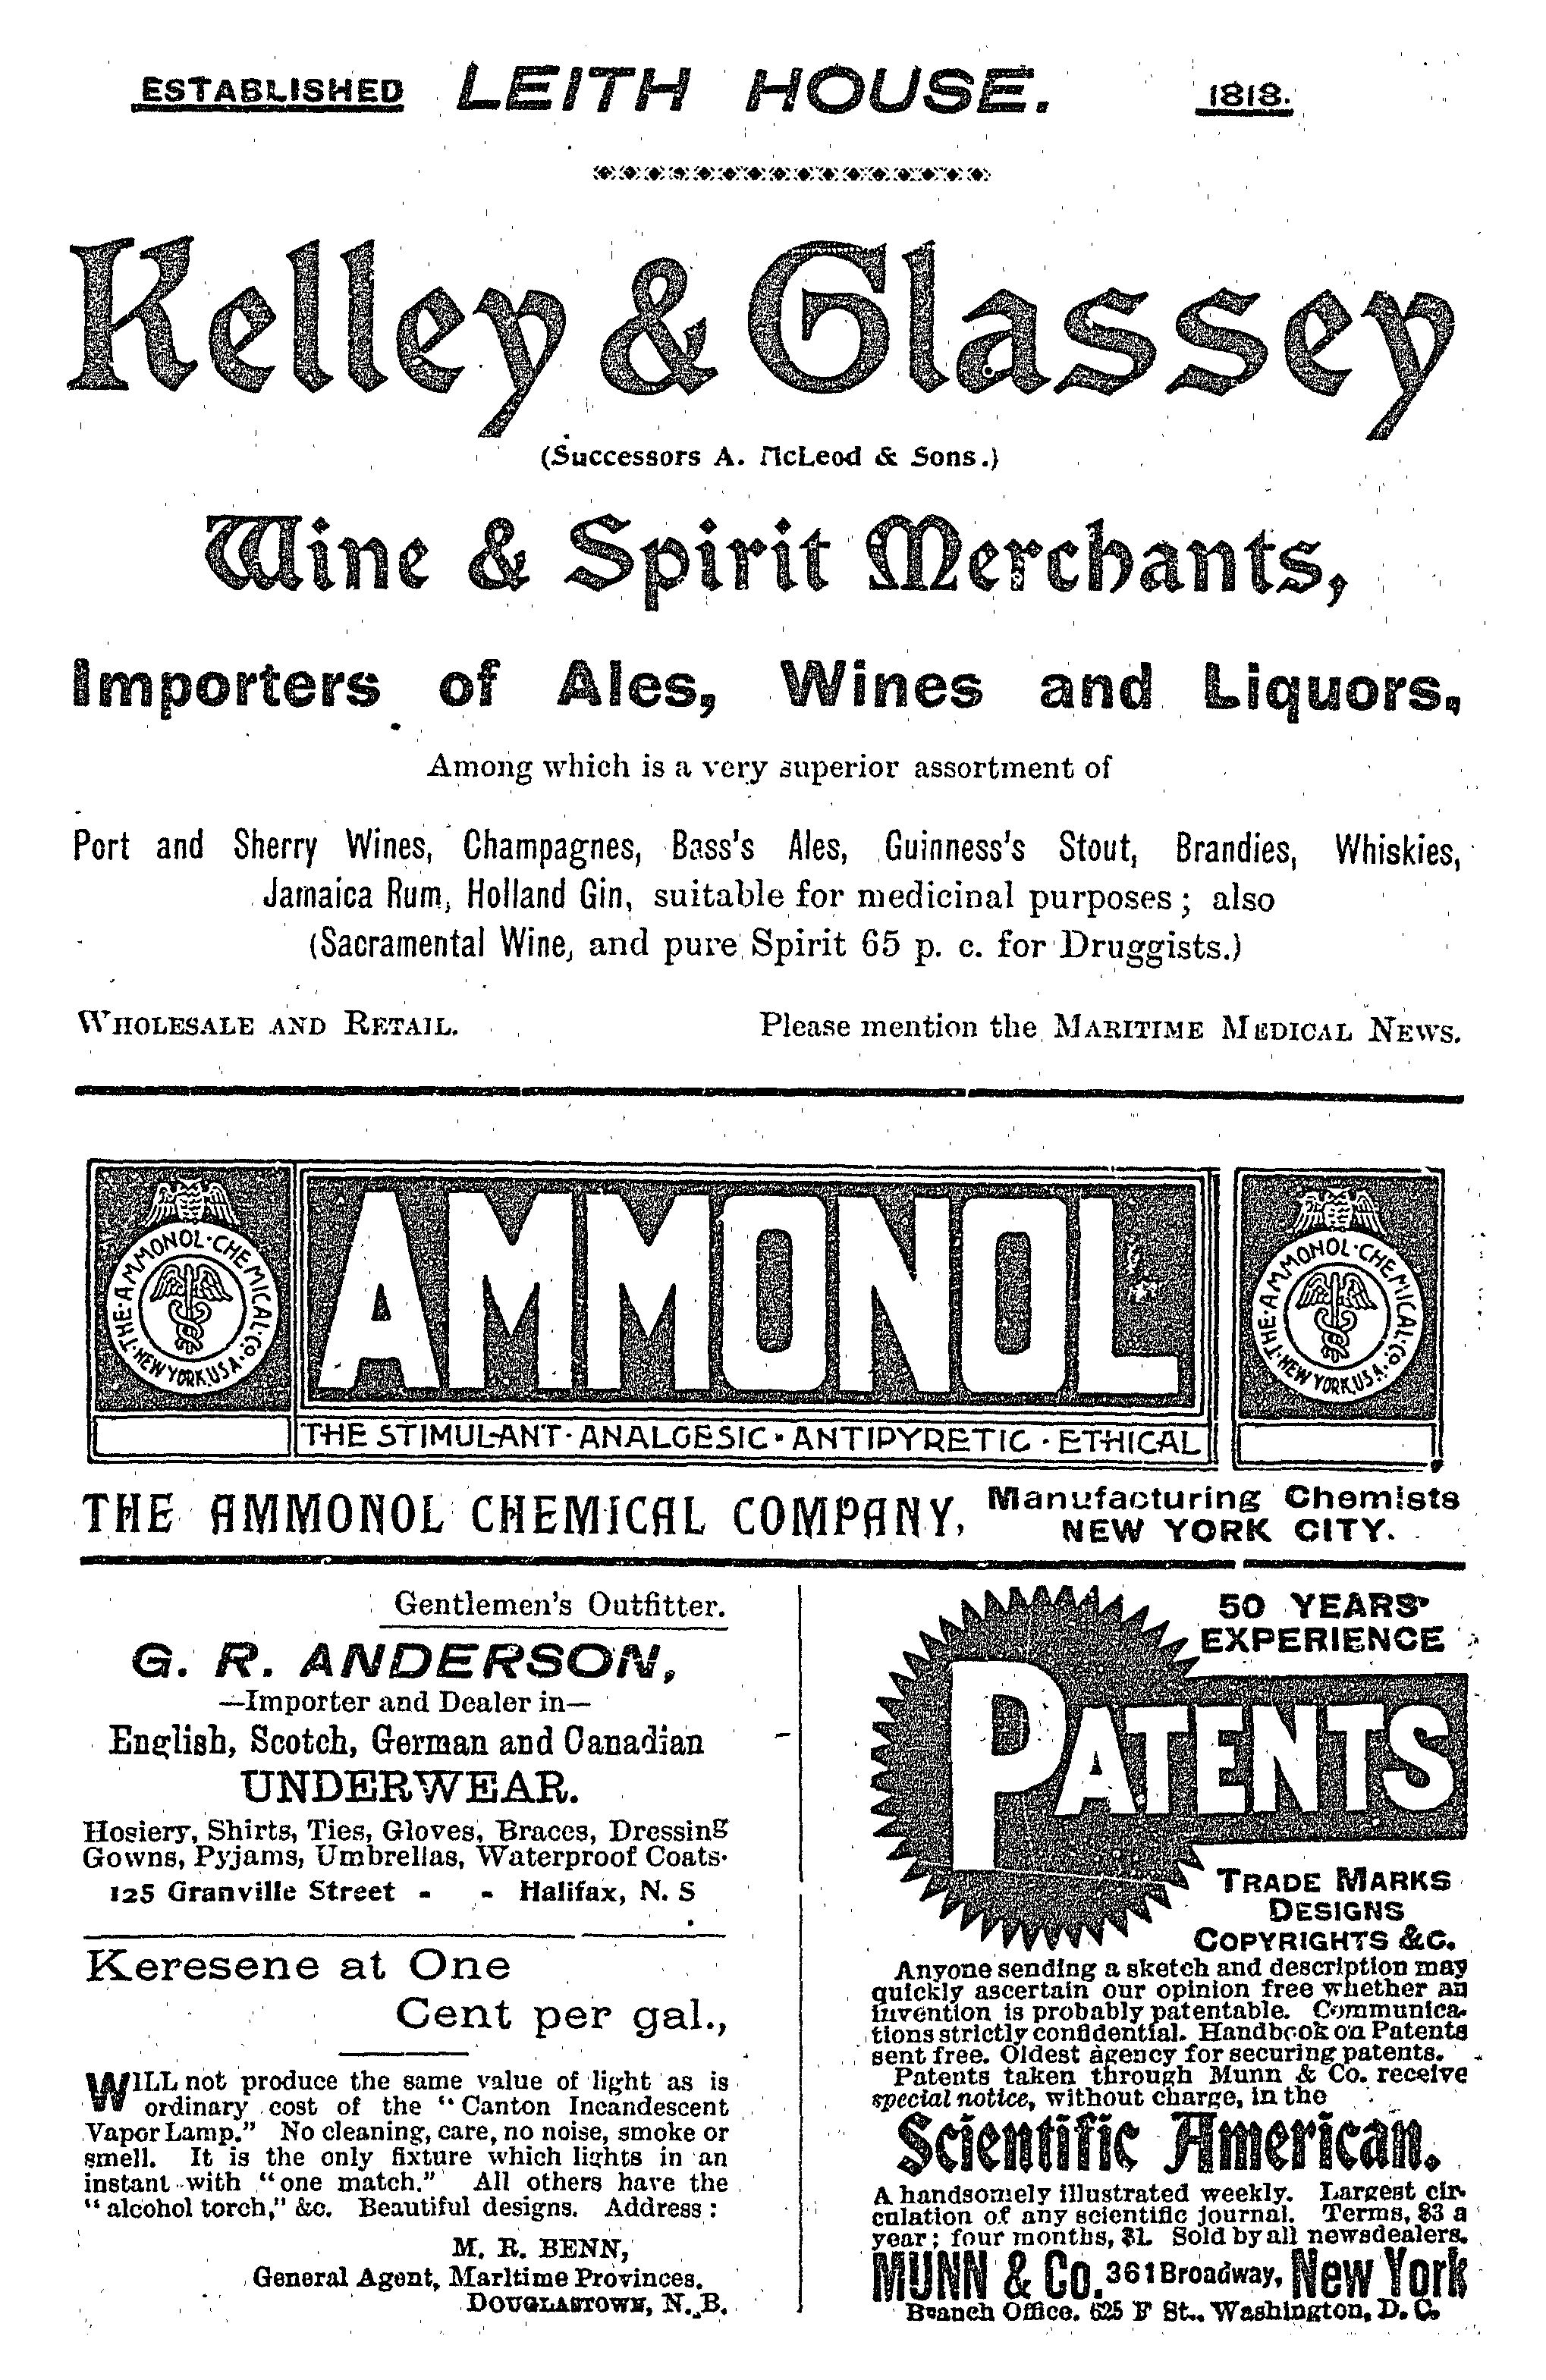 ESTABLISHED LEITH HOUSE. 1818.
Kelley & Glassey
(Successors A. McLeod & Sons.)
Wine & Spirit Merchants,
Importers of Ales, Wines and Liquors,
Among which is a very superior assortment of
Port and Sherry Wines, Champagnes, Bass's Ales, Guinness's Stout, Brandies, Whiskies,
Jamaica Rum, Holland Gin, suitable for medicinal purposes; also
(Sacramental Wine, and pure Spirit 65 p. c. for Druggists.)
WHOLESALE AND RETAIL. Please mention the MARITIME MEDICAL NEWS.
THE·AMMONOL·CHEMICAL·CO·
·NEW YORK,USA·
AMMONOL
THE·AMMONOL·CHEMICAL·CO·
·NEW YORK,USA·
THE STIMULANT·ANALGESIC·ANTIPYRETIC·ETHICAL
THE AMMONOL CHEMICAL COMPANY, Manufacturing Chemists
NEW YORK CITY.
Gentlemen's Outfitter.
G. R. ANDERSON,
—Importer and Dealer in—
English, Scotch, German and Canadian
UNDERWEAR.
Hosiery, Shirts, Ties, Gloves, Braces, Dressing
Gowns, Pyjams, Umbrellas, Waterproof Coats.
125 Granville Street - - Halifax, N. S
Keresene at One
Cent per gal.,
WILL not produce the same value of light as is
ordinary cost of the "Canton Incandescent
Vapor Lamp." No cleaning, care, no noise, smoke or
smell. It is the only fixture which lights in an
instant with "one match." All others have the
"alcohol torch," &c. Beautiful designs. Address:
M. R. BENN,
General Agent, Maritime Provinces.
DOUGLASTOWN, N. B.
50 YEARS'
EXPERIENCE
PATENTS
TRADE MARKS
DESIGNS
COPYRIGHTS &C.
Anyone sending a sketch and description may
quickly ascertain our opinion free whether an
invention is probably patentable. Communica-
tions strictly confidential. Handbook on Patents
sent free. Oldest agency for securing patents.
Patents taken through Munn & Co. receive
special notice, without charge, in the
Scientific American.
A handsomely illustrated weekly. Largest cir-
culation of any scientific journal. Terms, $3 a
year; four months, $1. Sold by all newsdealers.
MUNN & Co. 361 Broadway, New York
Branch Office. 625 F St., Washington, D. C.